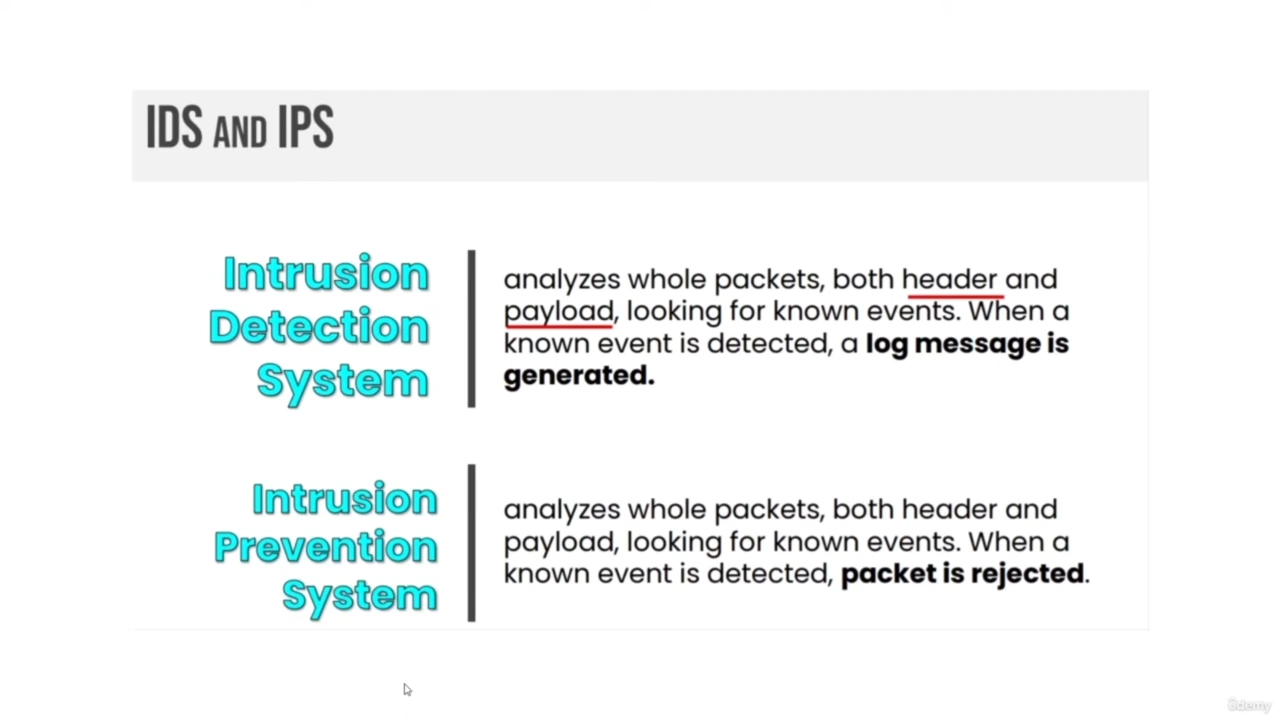 IDS AND IPS
Intrusion
Detection
System
analyzes whole packets, both header and
payload, looking for known events. When a
known event is detected, a log message is
generated.
Intrusion
Prevention
System
analyzes whole packets, both header and
payload, looking for known events. When a
known event is detected, packet is rejected.
ûdemy